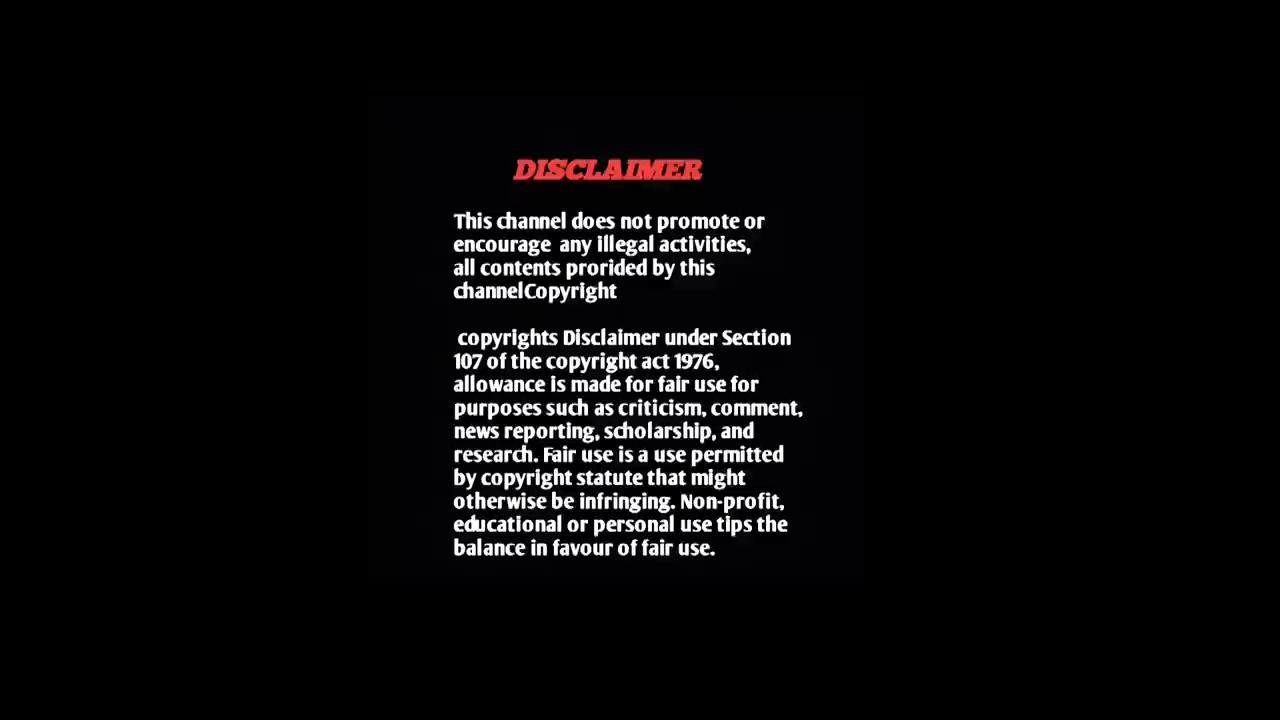 DISCLAIMER
This channel does not promote or
encourage any illegal activities,
all contents prorided by this
channelCopyright
copyrights Disclaimer under Section
107 of the copyright act 1976,
allowance is made for fair use for
purposes such as criticism, comment,
news reporting, scholarship, and
research. Fair use is a use permitted
by copyright statute that might
otherwise be infringing. Non-profit,
educational or personal use tips the
balance in favour of fair use.